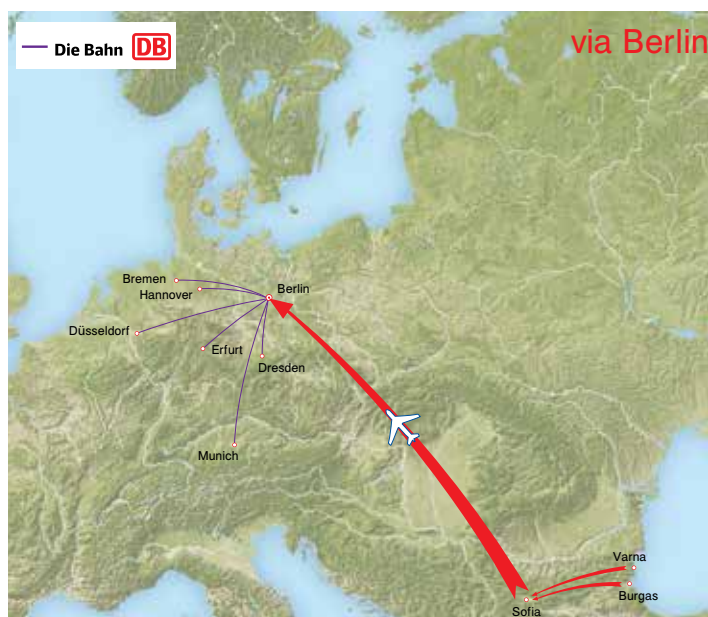 Die Bahn DB
via Berlin
Bremen
Hannover
Berlin
Düsseldorf
Erfurt
Dresden
Munich
Varna
Burgas
Sofia